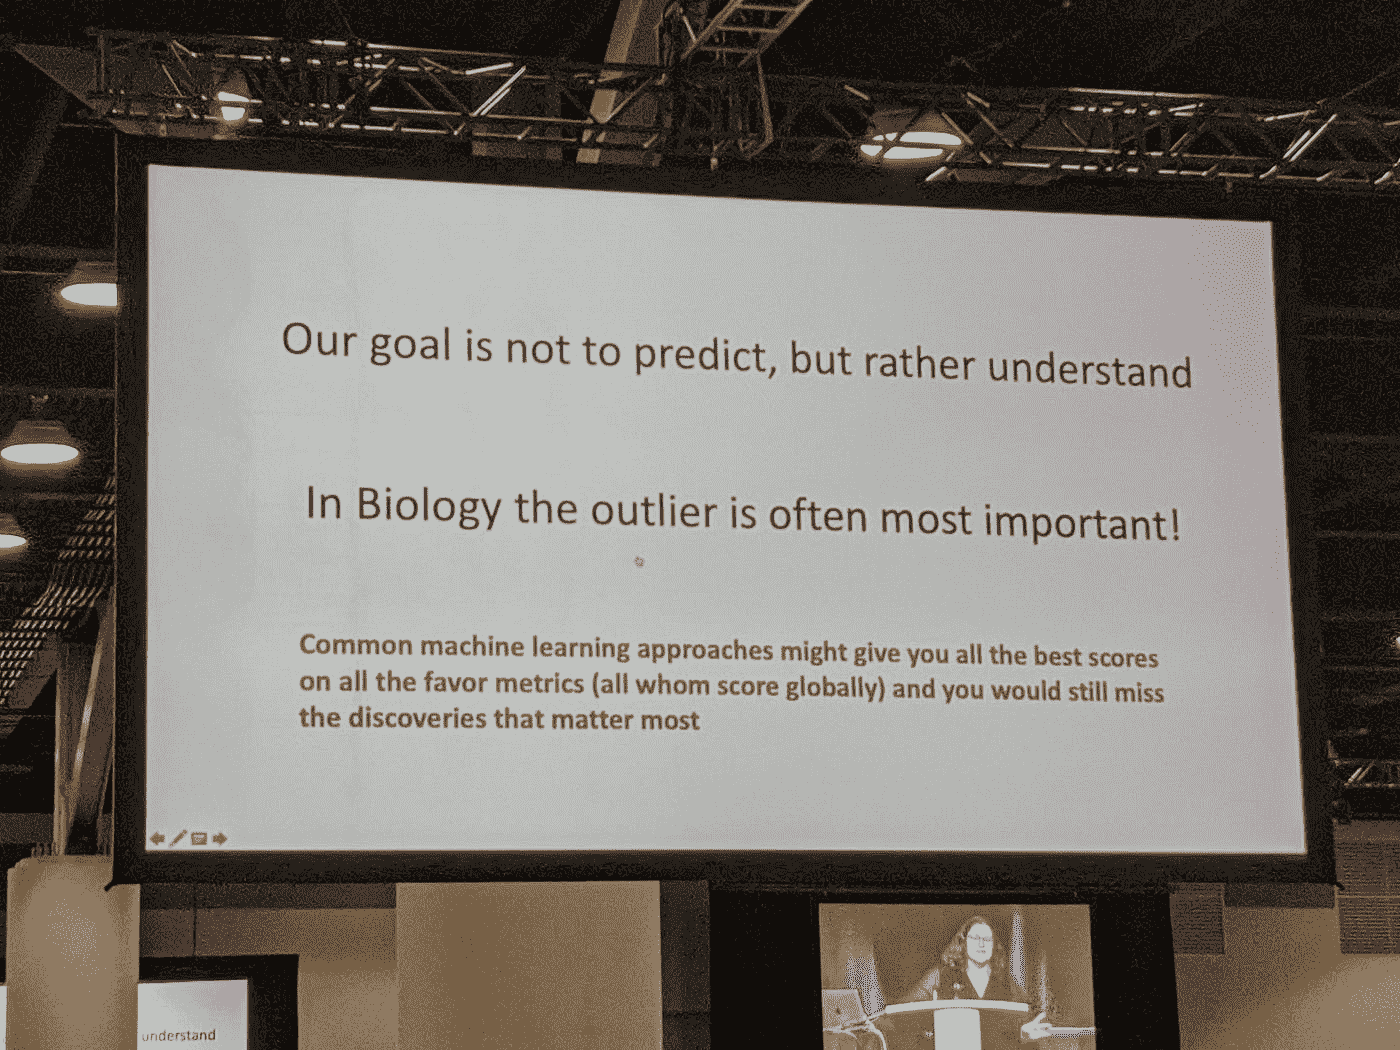 Our goal is not to predict, but rather understand
In Biology the outlier is often most important!
Common machine learning approaches might give you all the best scores
on all the favor metrics (all whom score globally) and you would still miss
the discoveries that matter most
understand